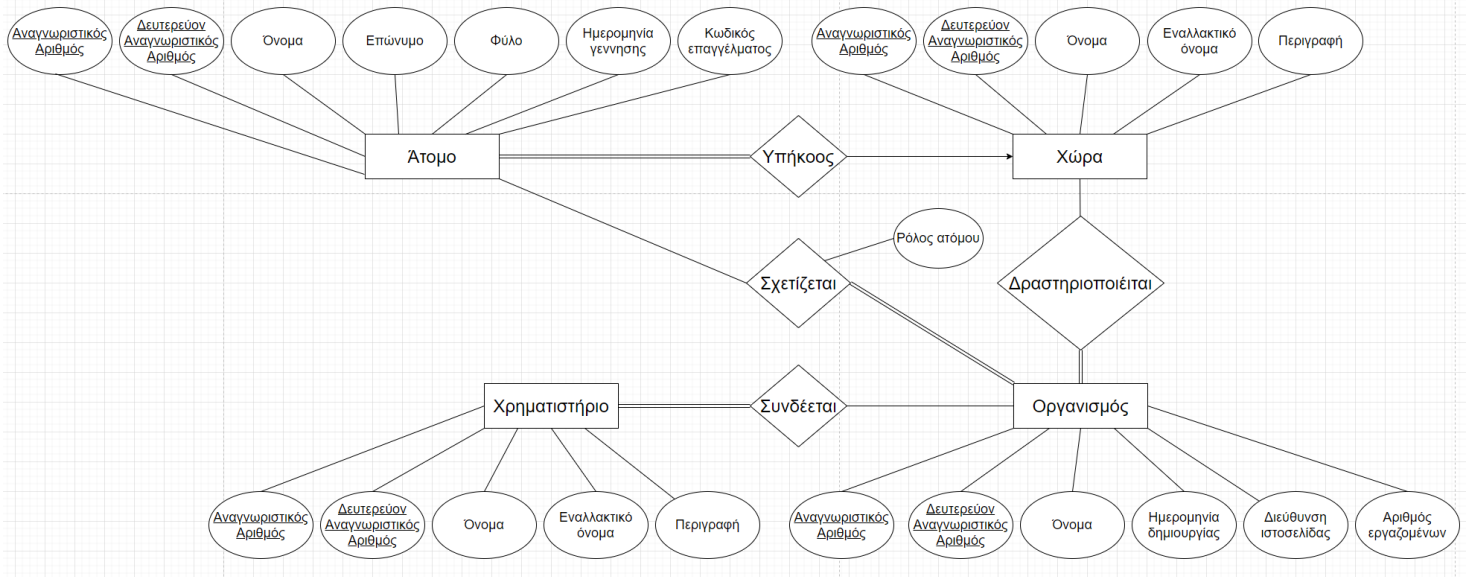 Αναγνωριστικός
Αριθμός
Δευτερεύον
Αναγνωριστικός
Αριθμός
Όνομα
Επώνυμο
Φύλο
Ημερομηνία
γεννησης
Κωδικός
επαγγέλματος
Αναγνωριστικός
Αριθμός
Δευτερεύον
Αναγνωριστικός
Αριθμός
Όνομα
Εναλλακτικό
όνομα
Περιγραφή
Άτομο
Υπήκοος
Χώρα
Ρόλος ατόμου
Σχετίζεται
Δραστηριοποιέιται
Χρηματιστήριο
Συνδέεται
Οργανισμός
Αναγνωριστικός
Αριθμός
Δευτερεύον
Αναγνωριστικός
Αριθμός
Όνομα
Εναλλακτικό
όνομα
Περιγραφή
Αναγνωριστικός
Αριθμός
Δευτερεύον
Αναγνωριστικός
Αριθμός
Όνομα
Ημερομηνία
δημιουργίας
Διεύθυνση
ιστοσελίδας
Αριθμός
εργαζομένων